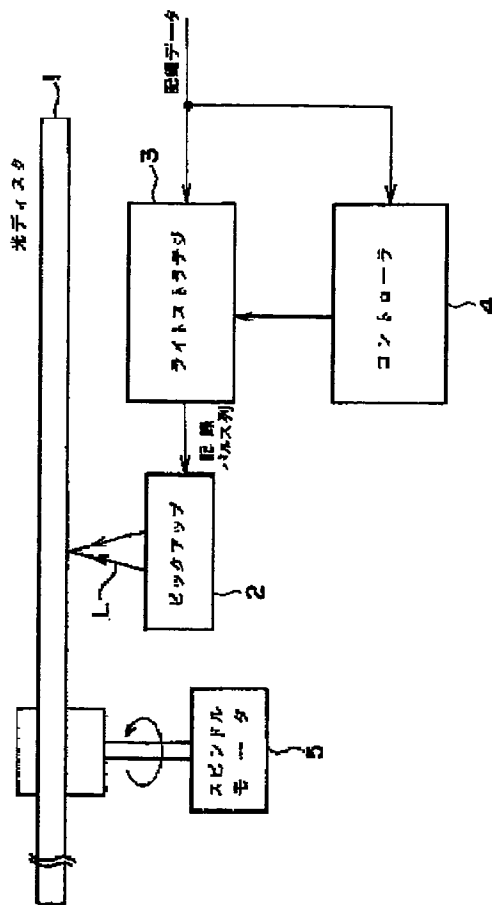 光ディスク
1
記録データ
3
ライトストラテジ
コントローラ
4
記録
パルス列
ピックアップ
2
L
スピンドル
モータ
5